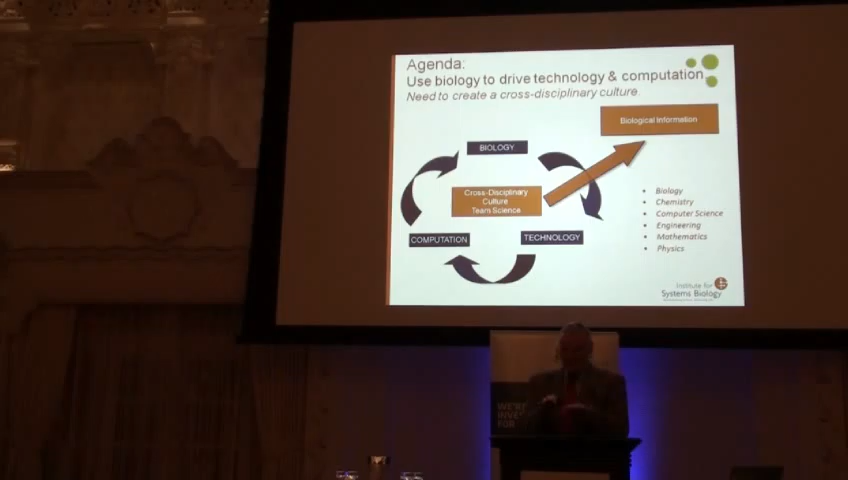 Agenda:
Use biology to drive technology & computation
Need to create a cross-disciplinary culture.
Biological Information
BIOLOGY
Cross-Disciplinary
Culture
Team Science
COMPUTATION
TECHNOLOGY
• Biology
• Chemistry
• Computer Science
• Engineering
• Mathematics
• Physics
Institute for
Systems Biology
FOR